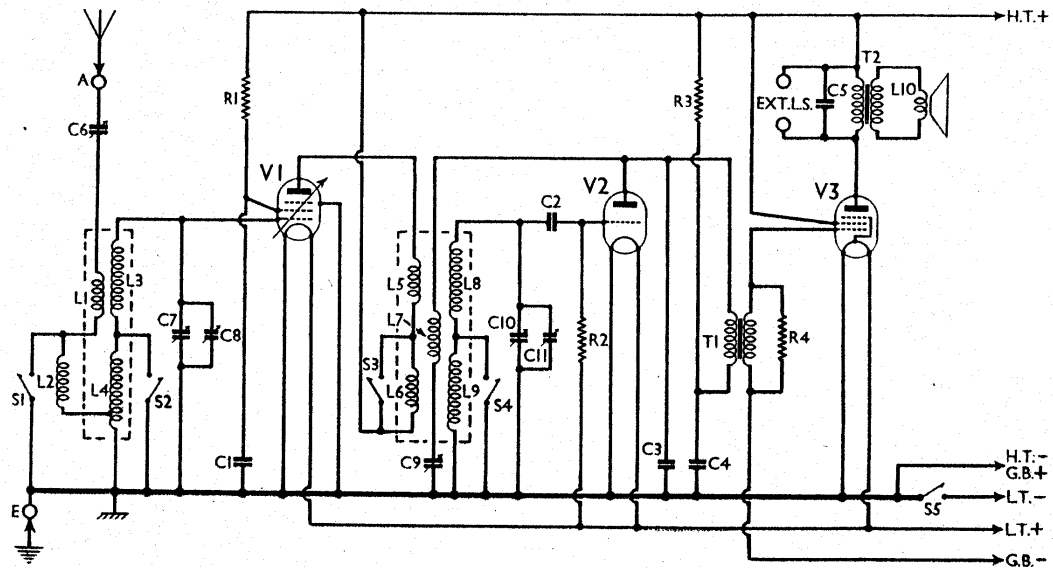 H.T.+
T2
A
R1
R3
C5
L10
EXT.L.S.
C6
V1
V2
V3
C2
L1
L3
L5
L8
L7
C7
C8
C10
C11
R2
T1
R4
L2
L4
S1
S2
S3
L6
L9
S4
C1
C9
C3
C4
H.T.-
G.B.+
E
S5
L.T.-
L.T.+
G.B.-